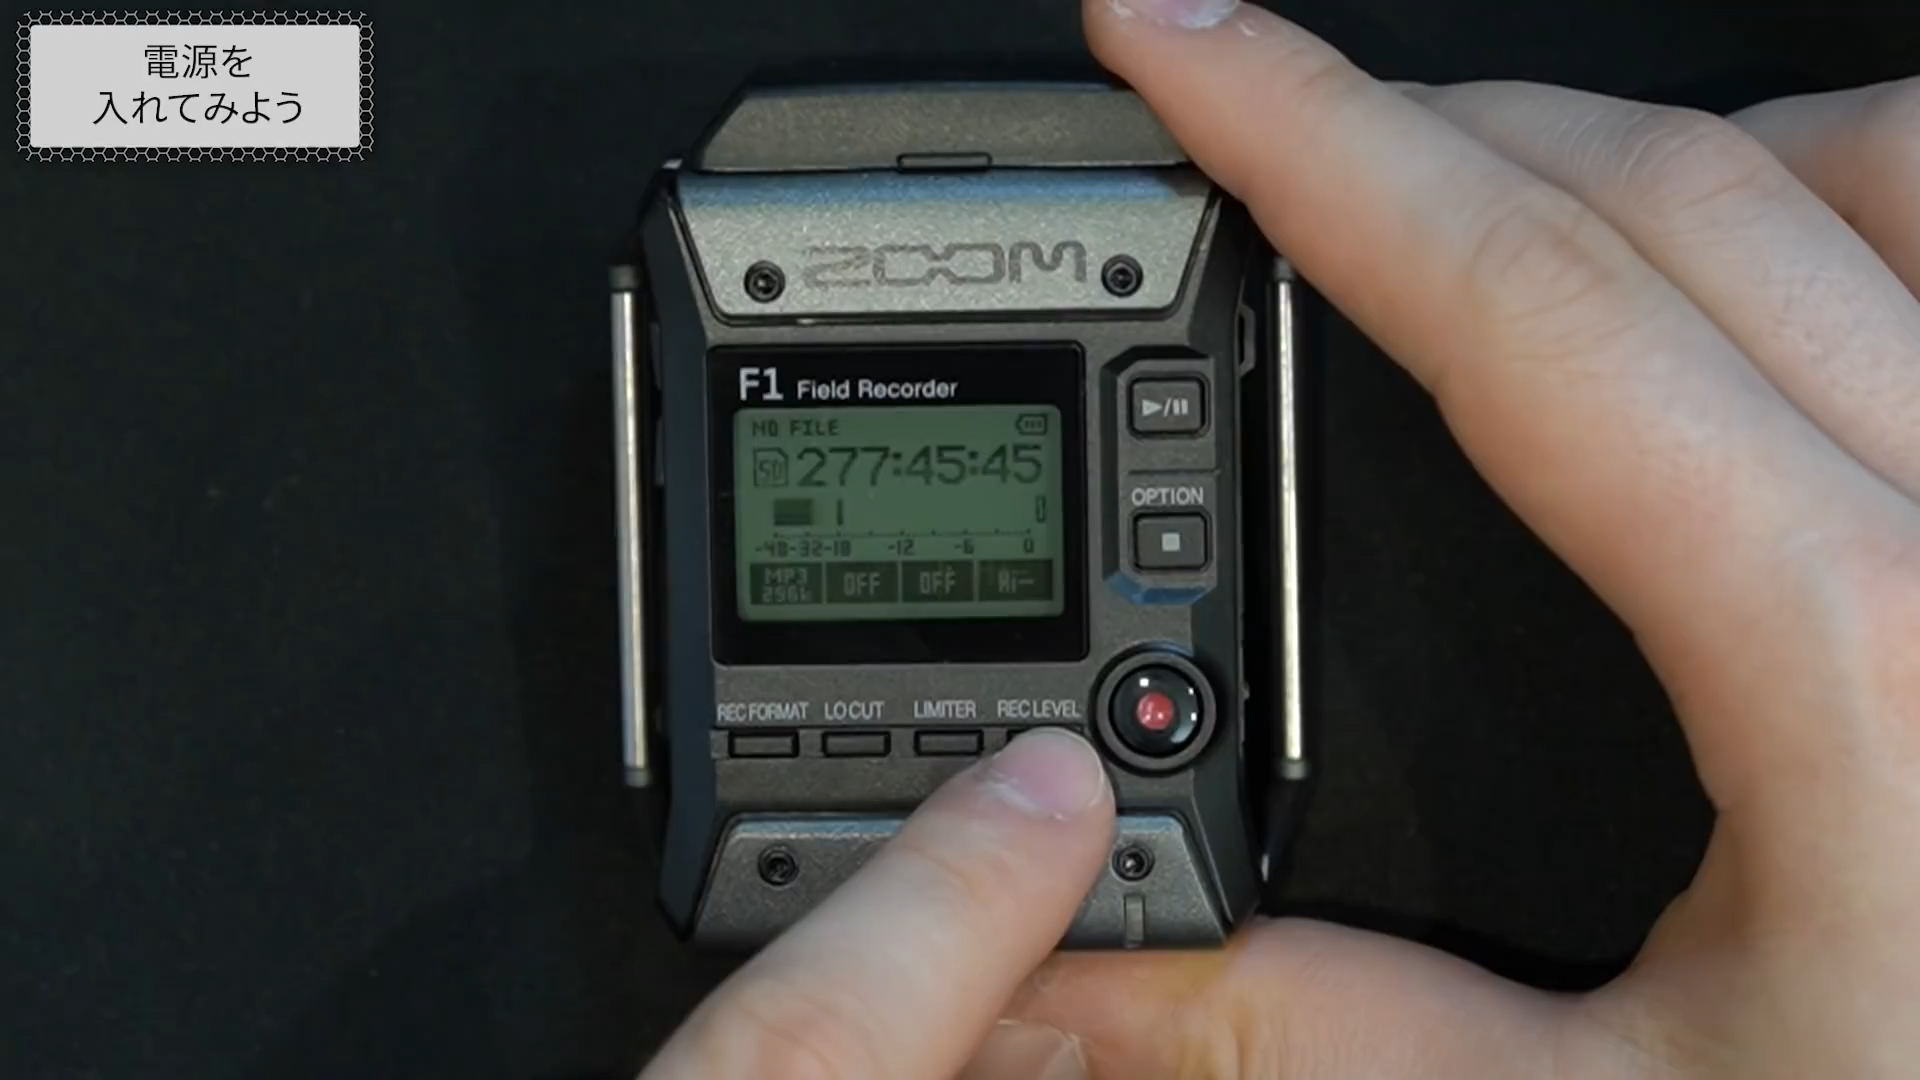 電源を
入れてみよう
ZOOM
F1 Field Recorder
NO FILE
SD 277:45:45
-48-32-18 -12 -6 0
MP3 OFF OFF
OPTION
REC FORMAT LO CUT LIMITER REC LEVEL